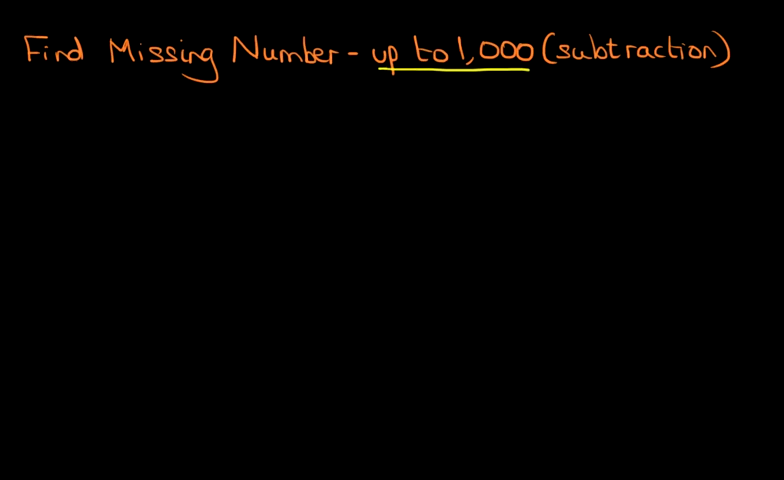 Find Missing Number - up to 1,000 (subtraction)